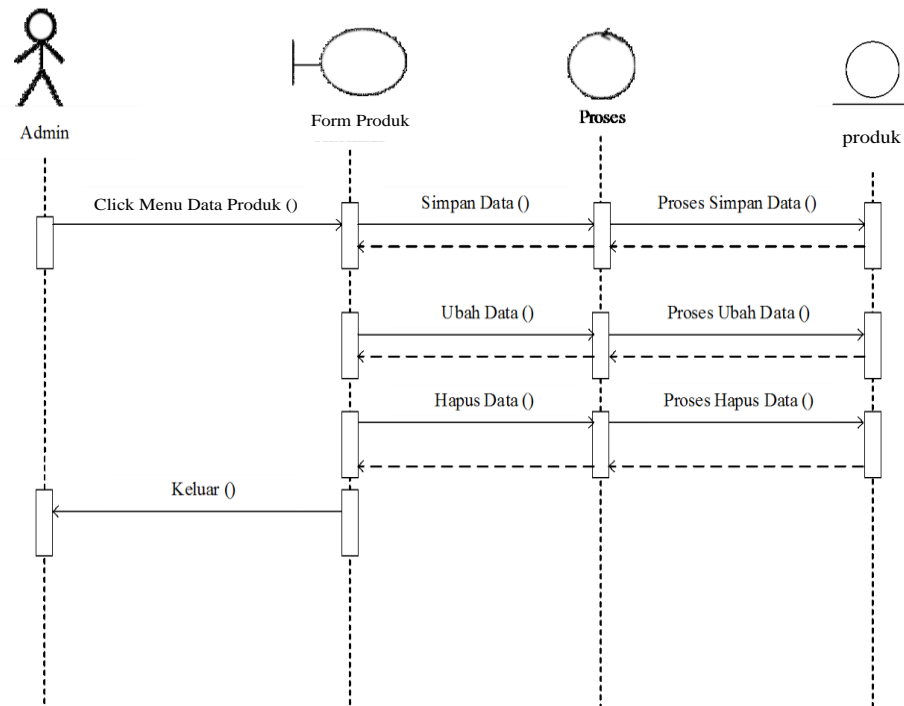 Admin
Form Produk
Proses
produk
Click Menu Data Produk ()
Simpan Data ()
Proses Simpan Data ()
Ubah Data ()
Proses Ubah Data ()
Hapus Data ()
Proses Hapus Data ()
Keluar ()